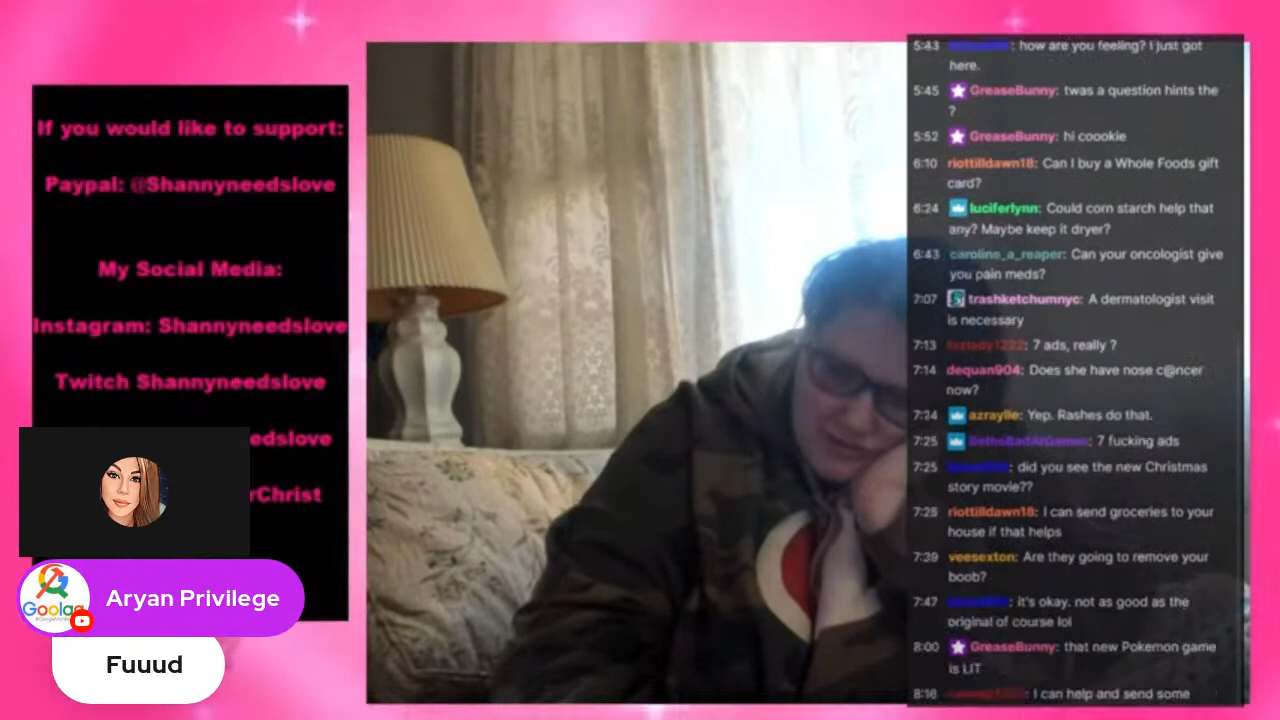 If you would like to support:
Paypal: @Shannyneedslove
My Social Media:
Instagram: Shannyneedslove
Twitch Shannyneedslove
edslove
rChrist
Aryan Privilege
Fuuud
5:43 : how are you feeling? I just got
here.
5:45 GreaseBunny: twas a question hints the
?
5:52 GreaseBunny: hi coookie
6:10 riottilldawn18: Can I buy a Whole Foods gift
card?
6:24 luciferlynn: Could corn starch help that
any? Maybe keep it dryer?
6:43 caroline_a_reaper: Can your oncologist give
you pain meds?
7:07 trashketchumnyc: A dermatologist visit
is necessary
7:13 : 7 ads, really ?
7:14 dequan904: Does she have nose c@ncer
now?
7:24 azraylle: Yep. Rashes do that.
7:25 BethsBadAtGames: 7 fucking ads
7:25 : did you see the new Christmas
story movie??
7:28 riottilldawn18: I can send groceries to your
house if that helps
7:39 veesexton: Are they going to remove your
boob?
7:47 : it's okay. not as good as the
original of course lol
8:00 GreaseBunny: that new Pokemon game
is LIT
8:16 : I can help and send some